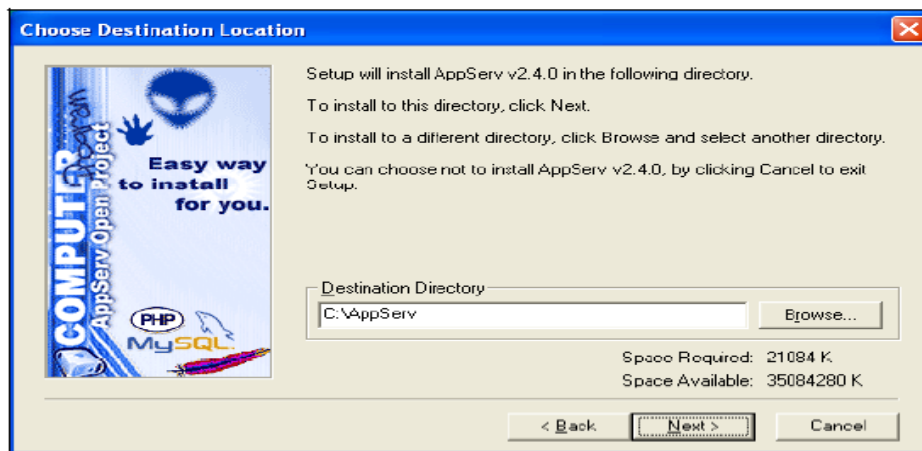 Choose Destination Location
Setup will install AppServ v2.4.0 in the following directory.
To install to this directory, click Next.
To install to a different directory, click Browse and select another directory.
You can choose not to install AppServ v2.4.0, by clicking Cancel to exit
Setup.
COMPUTER
Program
AppServ Open Project
Easy way
to install
for you.
PHP
MySQL
Destination Directory
C:\AppServ
Browse...
Space Required: 21084 K
Space Available: 35084280 K
< Back
Next >
Cancel